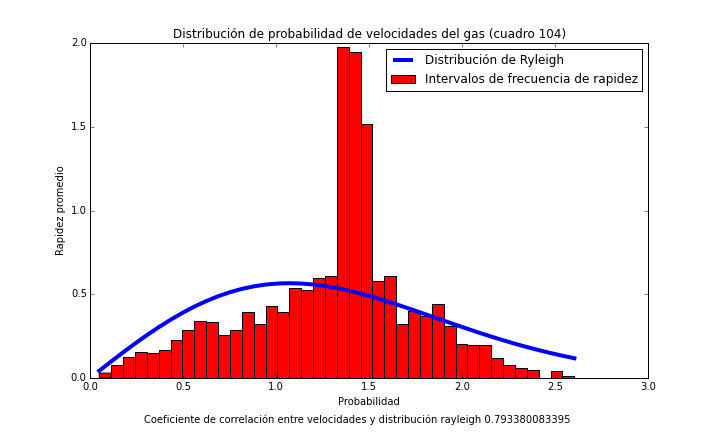 Distribución de probabilidad de velocidades del gas (cuadro 104)
2.0
Distribución de Ryleigh
Intervalos de frecuencia de rapidez
1.5
Rapidez promedio
1.0
0.5
0.0
0.0 0.5 1.0 1.5 2.0 2.5 3.0
Probabilidad
Coeficiente de correlación entre velocidades y distribución rayleigh 0.793380083395